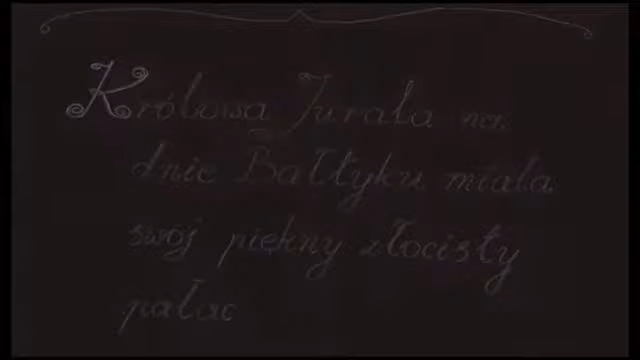 Królowa Jurata na
dnie Bałtyku miała
swój piękny złocisty
pałac